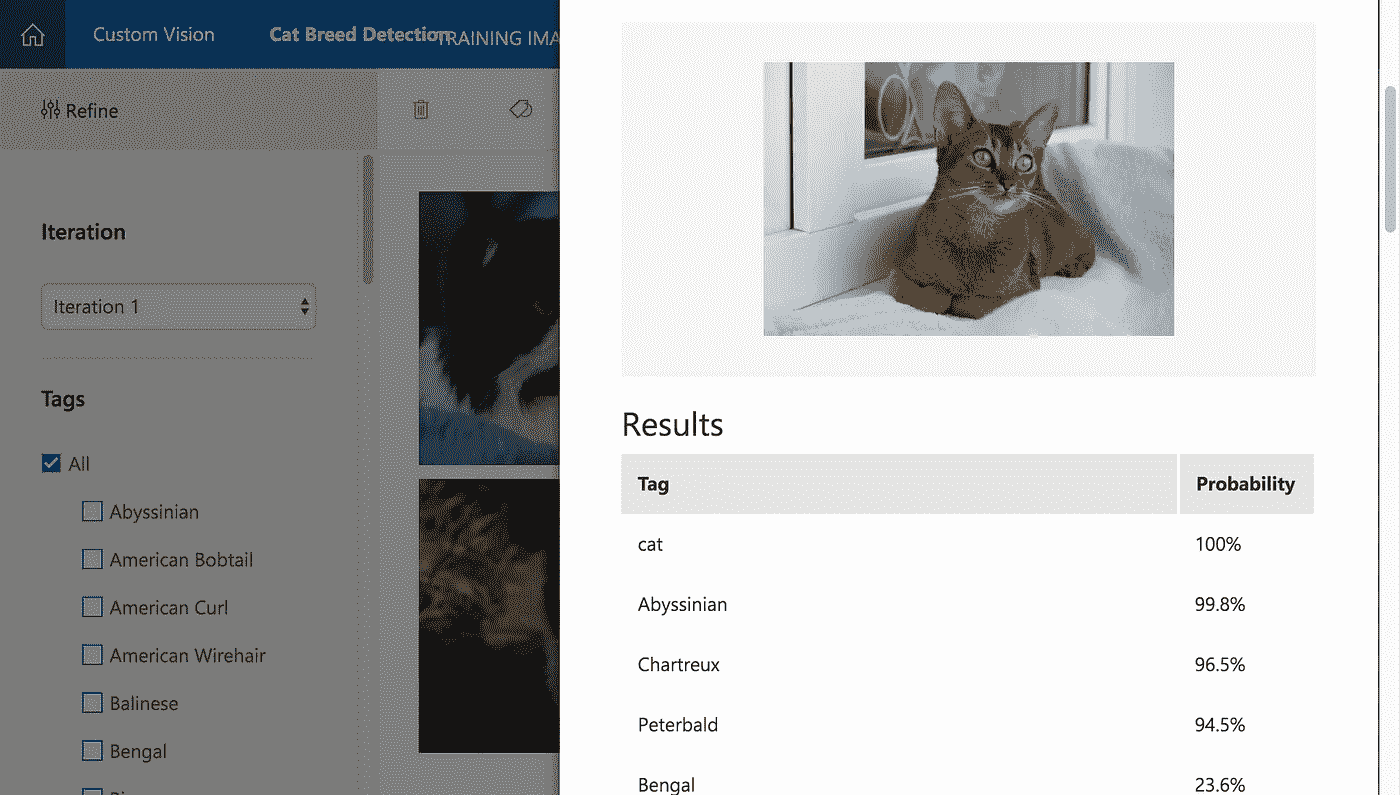 Custom Vision
Cat Breed Detection
TRAINING IMA
Refine
Iteration
Iteration 1
Tags
All
Abyssinian
American Bobtail
American Curl
American Wirehair
Balinese
Bengal
Results
Tag Probability
cat 100%
Abyssinian 99.8%
Chartreux 96.5%
Peterbald 94.5%
Bengal 23.6%